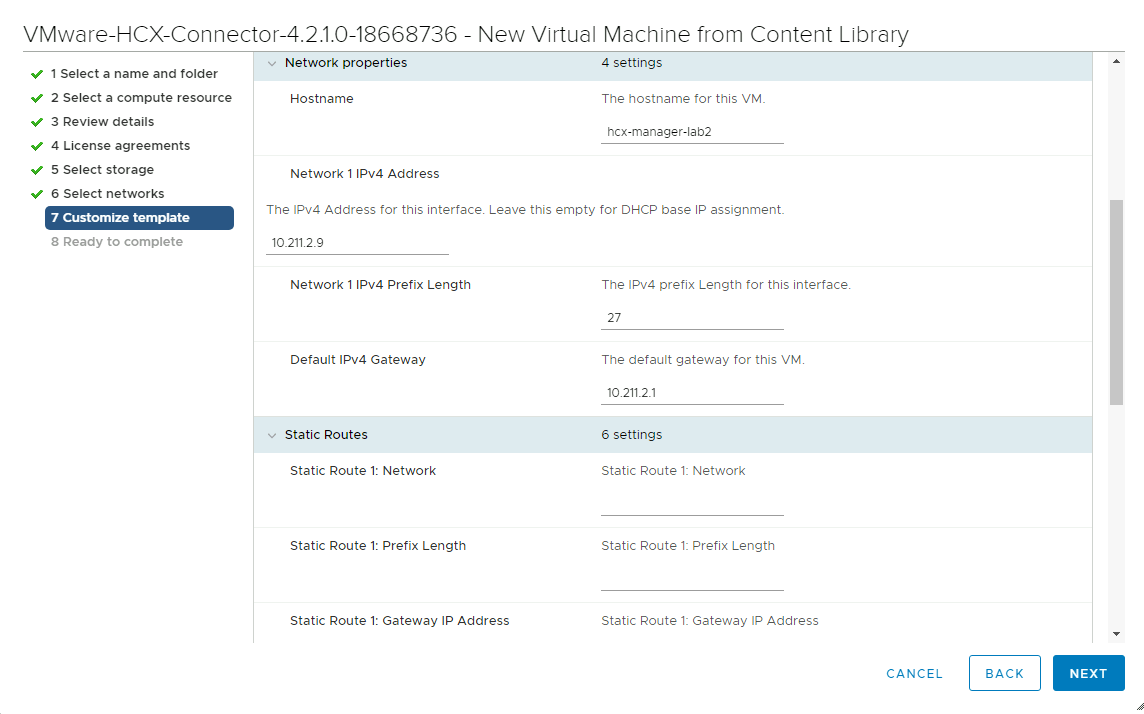 VMware-HCX-Connector-4.2.1.0-18668736 - New Virtual Machine from Content Library
1 Select a name and folder
2 Select a compute resource
3 Review details
4 License agreements
5 Select storage
6 Select networks
7 Customize template
8 Ready to complete
Network properties 4 settings
Hostname The hostname for this VM.
hcx-manager-lab2
Network 1 IPv4 Address
The IPv4 Address for this interface. Leave this empty for DHCP base IP assignment.
10.211.2.9
Network 1 IPv4 Prefix Length The IPv4 prefix Length for this interface.
27
Default IPv4 Gateway The default gateway for this VM.
10.211.2.1
Static Routes 6 settings
Static Route 1: Network Static Route 1: Network
Static Route 1: Prefix Length Static Route 1: Prefix Length
Static Route 1: Gateway IP Address Static Route 1: Gateway IP Address
CANCEL BACK NEXT